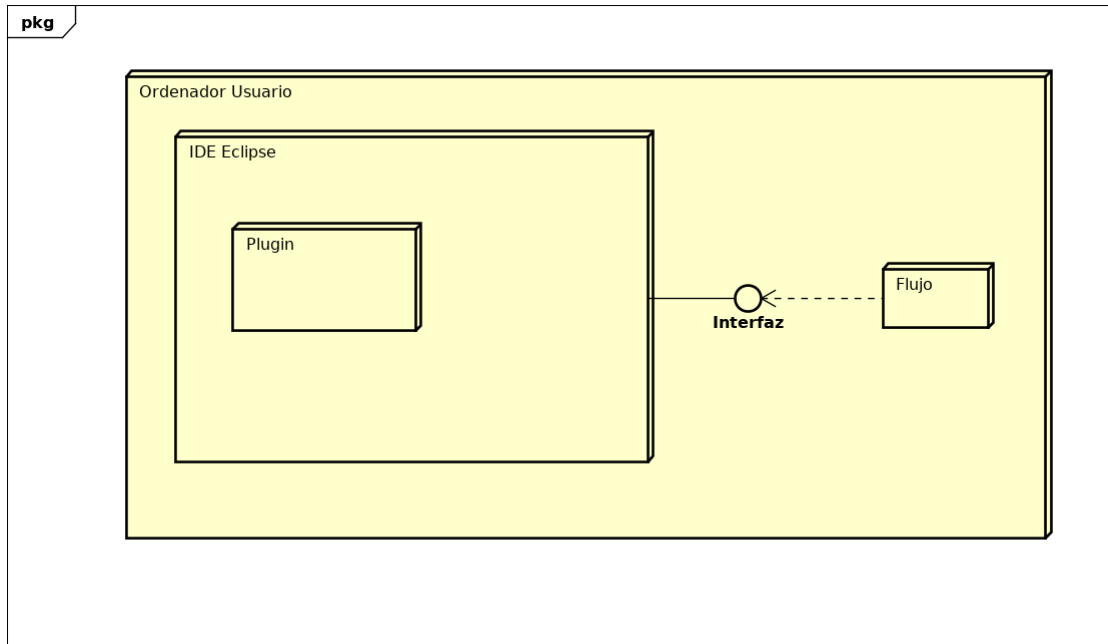 pkg
Ordenador Usuario
IDE Eclipse
Plugin
Flujo
Interfaz